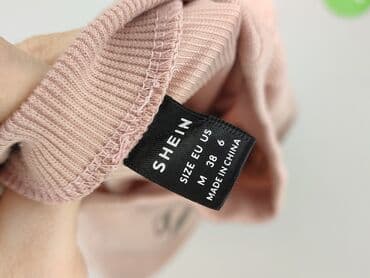 SHEIN
SIZE EU US
M 38 6
MADE IN CHINA